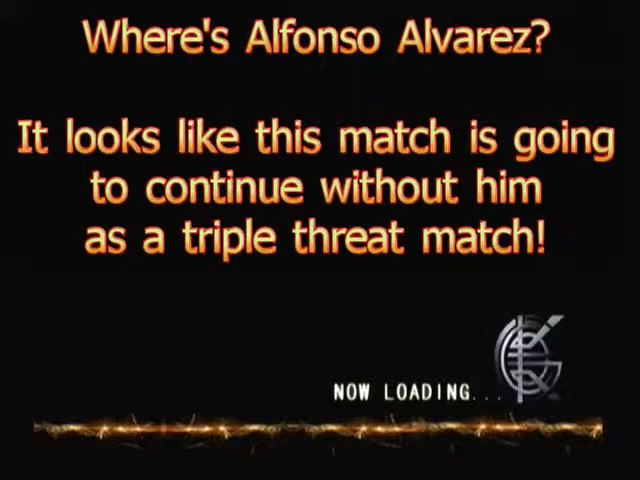 Where's Alfonso Alvarez?
It looks like this match is going
to continue without him
as a triple threat match!
NOW LOADING...